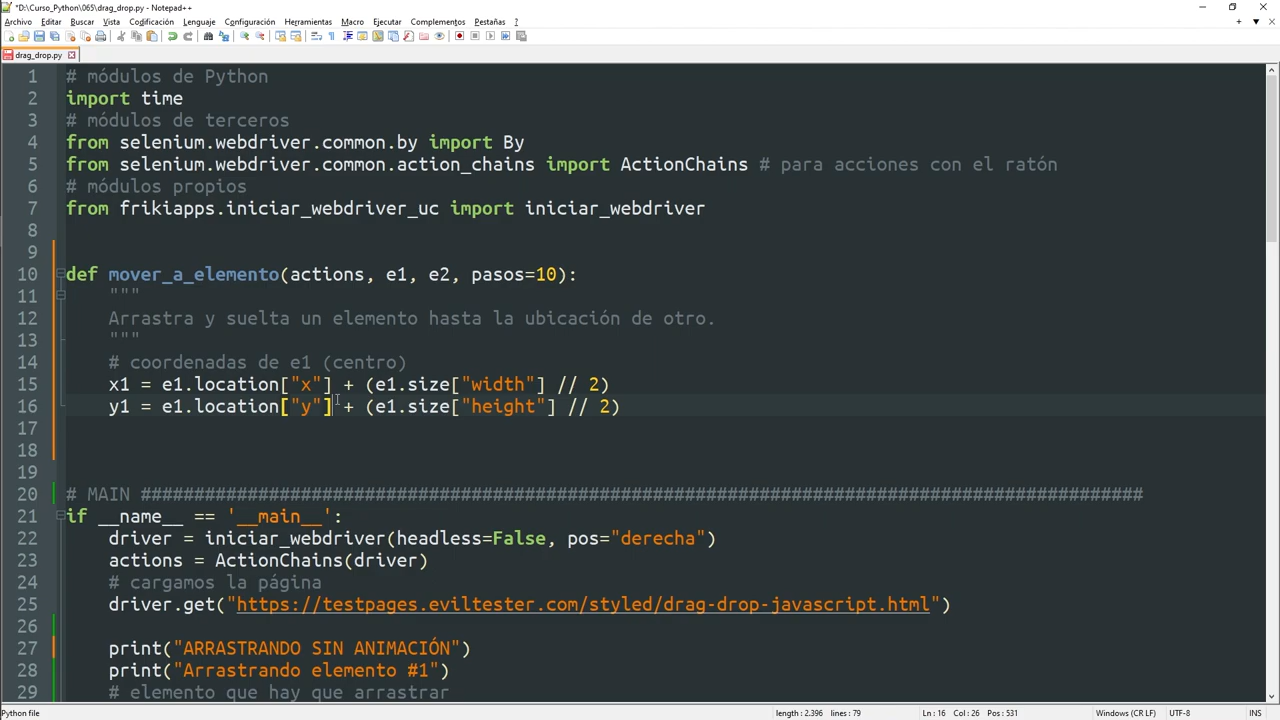 *D:\Curso_Python\065\drag_drop.py - Notepad++
Archivo Editar Buscar Vista Codificación Lenguaje Configuración Herramientas Macro Ejecutar Complementos Pestañas ?
drag_drop.py
1 # módulos de Python
2 import time
3 # módulos de terceros
4 from selenium.webdriver.common.by import By
5 from selenium.webdriver.common.action_chains import ActionChains # para acciones con el ratón
6 # módulos propios
7 from frikiapps.iniciar_webdriver_uc import iniciar_webdriver
8
9
10 def mover_a_elemento(actions, e1, e2, pasos=10):
11 """
12 Arrastra y suelta un elemento hasta la ubicación de otro.
13 """
14 # coordenadas de e1 (centro)
15 x1 = e1.location["x"] + (e1.size["width"] // 2)
16 y1 = e1.location["y"] + (e1.size["height"] // 2)
17
18
19
20 # MAIN ##############################################################################################
21 if __name__ == '__main__':
22 driver = iniciar_webdriver(headless=False, pos="derecha")
23 actions = ActionChains(driver)
24 # cargamos la página
25 driver.get("https://testpages.eviltester.com/styled/drag-drop-javascript.html")
26
27 print("ARRASTRANDO SIN ANIMACIÓN")
28 print("Arrastrando elemento #1")
29 # elemento que hay que arrastrar
Python file length : 2.396 lines : 79 Ln : 16 Col : 26 Pos : 531 Windows (CR LF) UTF-8 INS